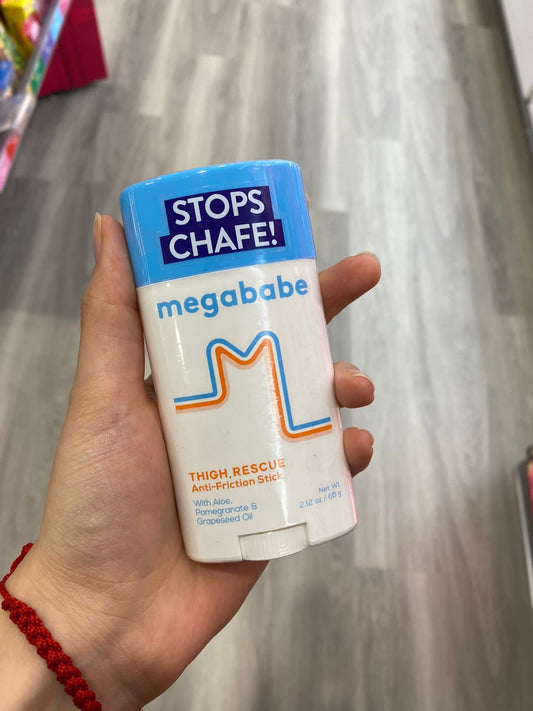 STOPS
CHAFE!
megababe
THIGH, RESCUE
Anti-Friction Stick
With Aloe,
Pomegranate &
Grapeseed Oil
Net Wt
2.12 oz / 60 g